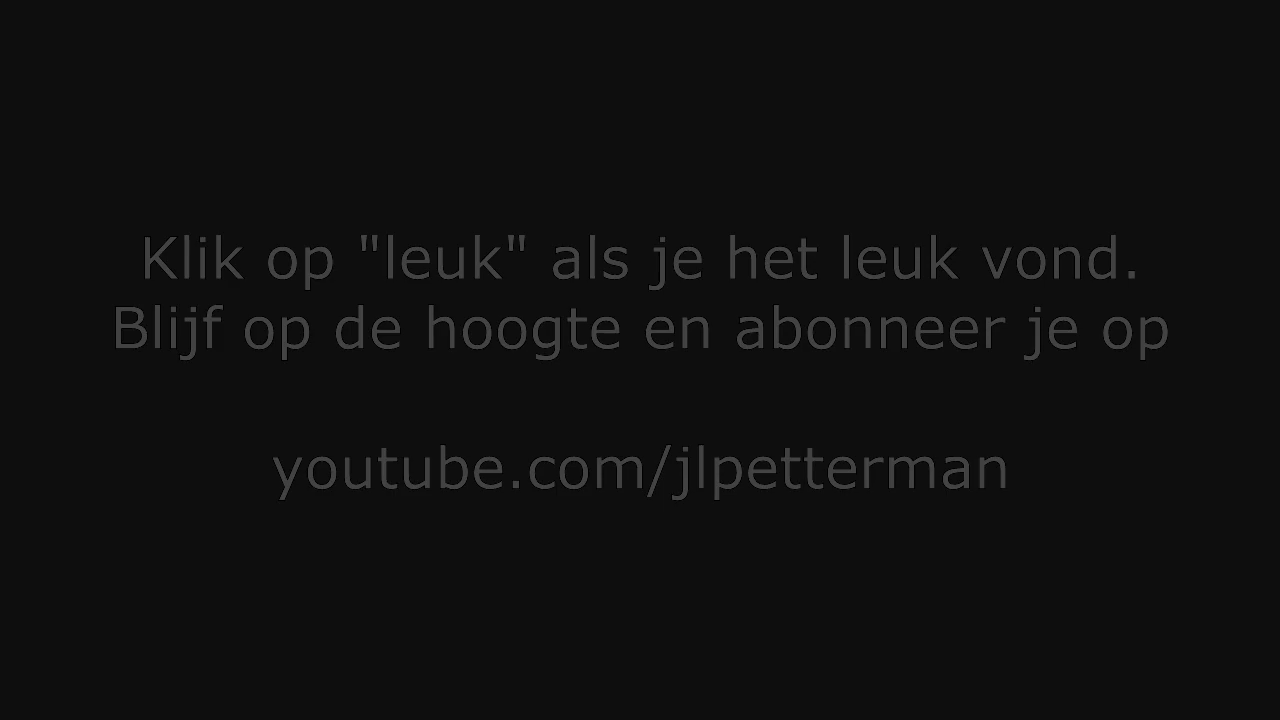 Klik op "leuk" als je het leuk vond.
Blijf op de hoogte en abonneer je op
youtube.com/jlpetterman